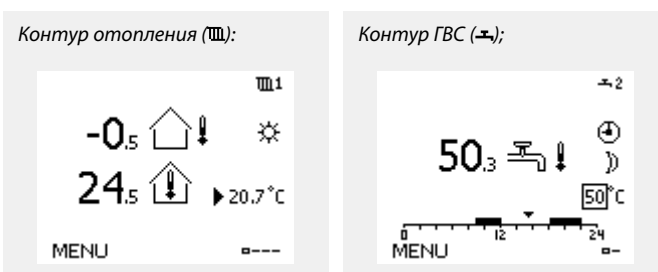 Контур отопления ():
1
-0.5
24.5
20.7°C
MENU
Контур ГВС ();
2
50.3
50°C
0 12 24
MENU